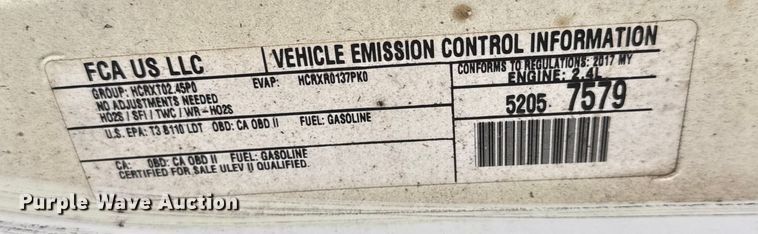 FCA US LLC
VEHICLE EMISSION CONTROL INFORMATION
GROUP: HCRXT02.45P0 EVAP: HCRXR0137PK0
NO ADJUSTMENTS NEEDED
HO2S / SFI / TWC / WR-HO2S
CONFORMS TO REGULATIONS: 2017 MY
ENGINE: 2.4L
5205 7579
U.S. EPA: T3 B110 LDT OBD: CA OBD II FUEL: GASOLINE
CA: OBD: CA OBD II FUEL: GASOLINE
CERTIFIED FOR SALE ULEV II QUALIFIED.
Purple Wave Auction